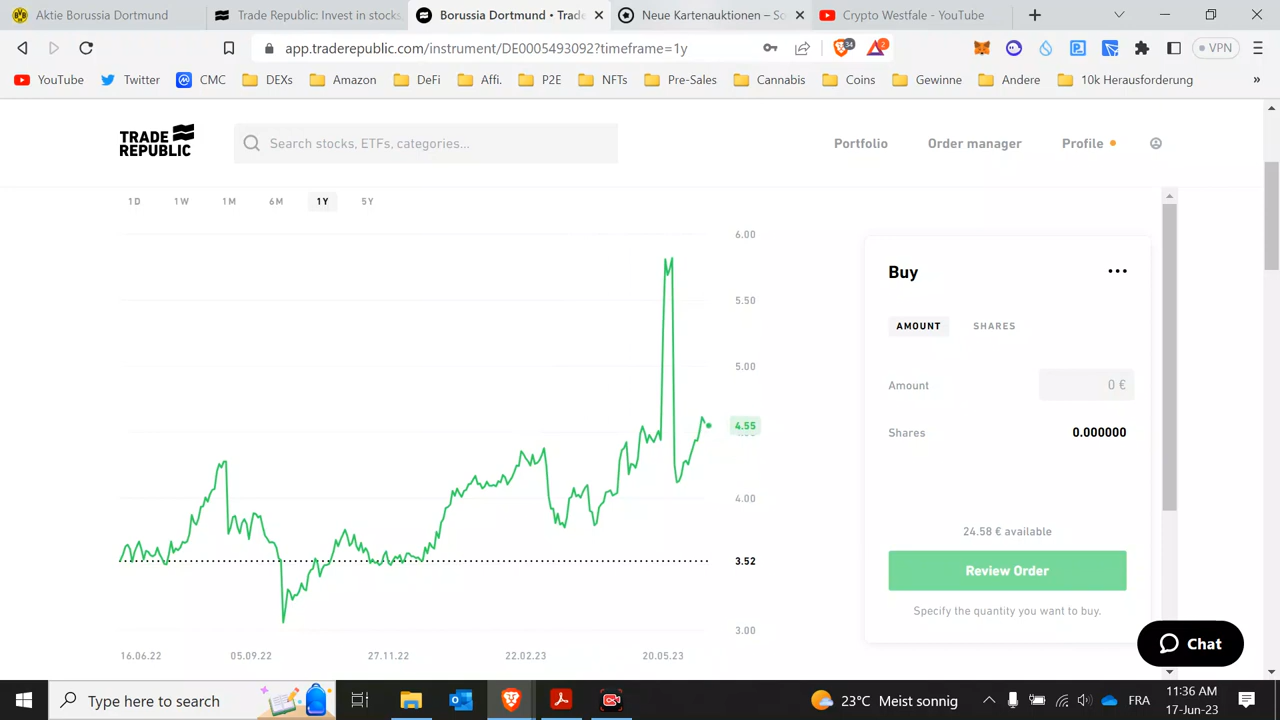 Aktie Borussia Dortmund
Trade Republic: Invest in stocks,
Borussia Dortmund • Trade
Neue Kartenauktionen – So
Crypto Westfale - YouTube
app.traderepublic.com/instrument/DE0005493092?timeframe=1y
34
2
VPN
YouTube
Twitter
CMC
DEXs
Amazon
DeFi
Affi.
P2E
NFTs
Pre-Sales
Cannabis
Coins
Gewinne
Andere
10k Herausforderung
»
TRADE
REPUBLIC
Search stocks, ETFs, categories...
Portfolio
Order manager
Profile
1D
1W
1M
6M
1Y
5Y
6.00
5.50
5.00
4.55
4.00
3.52
3.00
16.06.22
05.09.22
27.11.22
22.02.23
20.05.23
Buy
AMOUNT
SHARES
Amount
0 €
Shares
0.000000
24.58 € available
Review Order
Specify the quantity you want to buy.
Chat
Type here to search
23°C Meist sonnig
FRA
11:36 AM
17-Jun-23